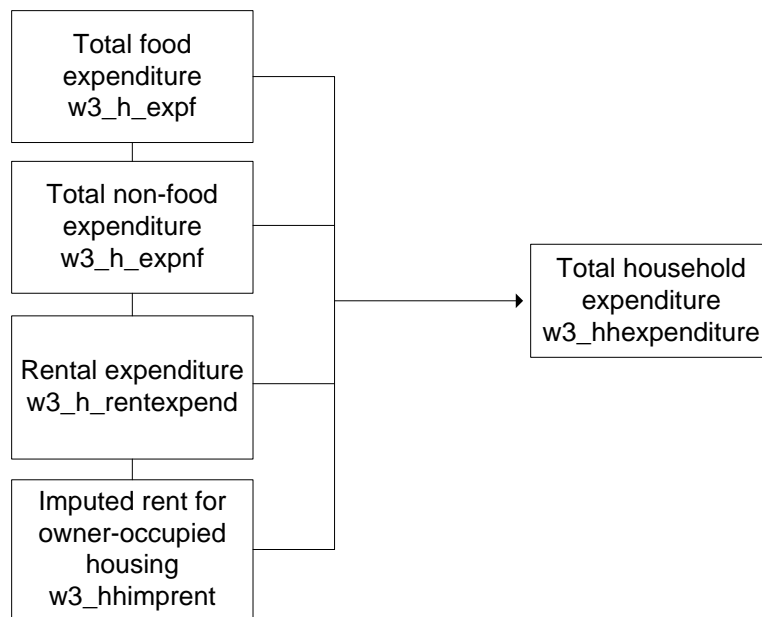 Total food
expenditure
w3_h_expf
Total non-food
expenditure
w3_h_expnf
Rental expenditure
w3_h_rentexpend
Imputed rent for
owner-occupied
housing
w3_hhimprent
Total household
expenditure
w3_hhexpenditure